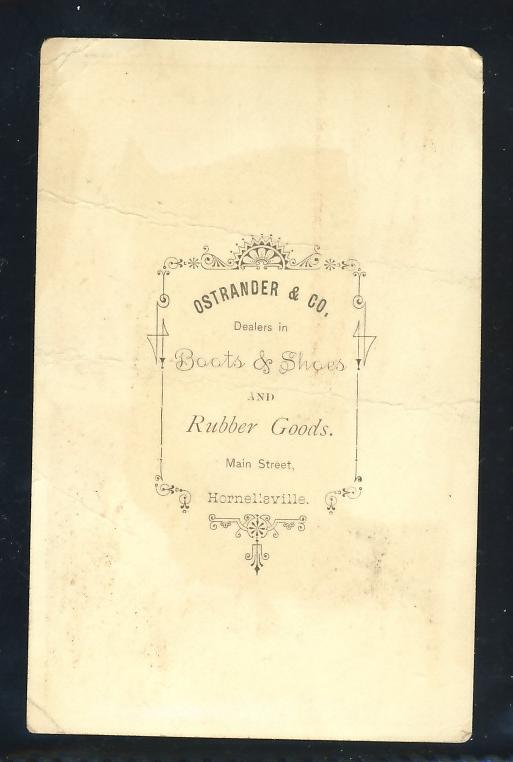 OSTRANDER & CO,
Dealers in
Boots & Shoes
AND
Rubber Goods.
Main Street,
Hornellsville.